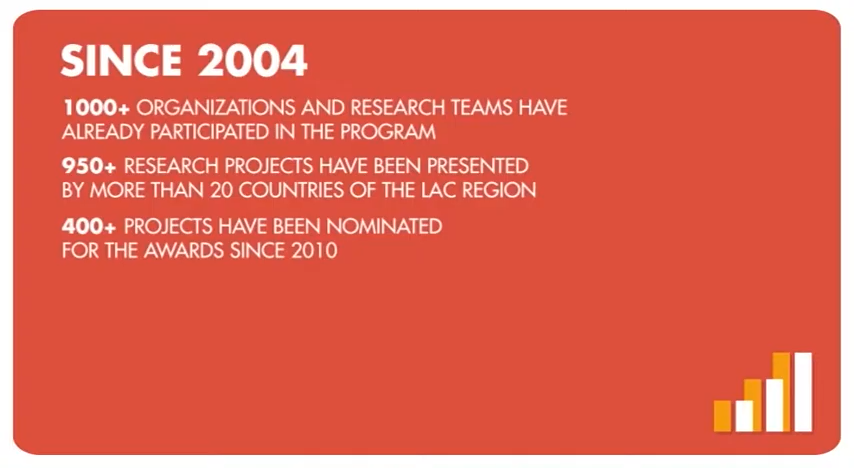 SINCE 2004
1000+ ORGANIZATIONS AND RESEARCH TEAMS HAVE
ALREADY PARTICIPATED IN THE PROGRAM
950+ RESEARCH PROJECTS HAVE BEEN PRESENTED
BY MORE THAN 20 COUNTRIES OF THE LAC REGION
400+ PROJECTS HAVE BEEN NOMINATED
FOR THE AWARDS SINCE 2010